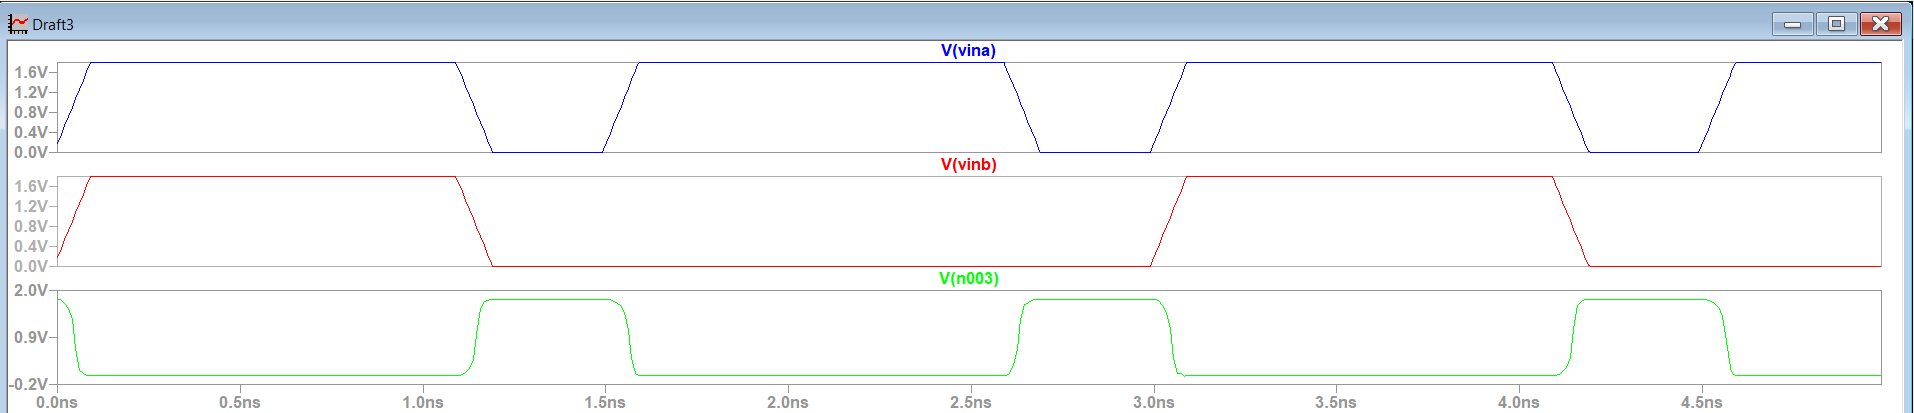 Draft3
V(vina)
1.6V
1.2V
0.8V
0.4V
0.0V
V(vinb)
1.6V
1.2V
0.8V
0.4V
0.0V
V(n003)
2.0V
0.9V
-0.2V
0.0ns 0.5ns 1.0ns 1.5ns 2.0ns 2.5ns 3.0ns 3.5ns 4.0ns 4.5ns